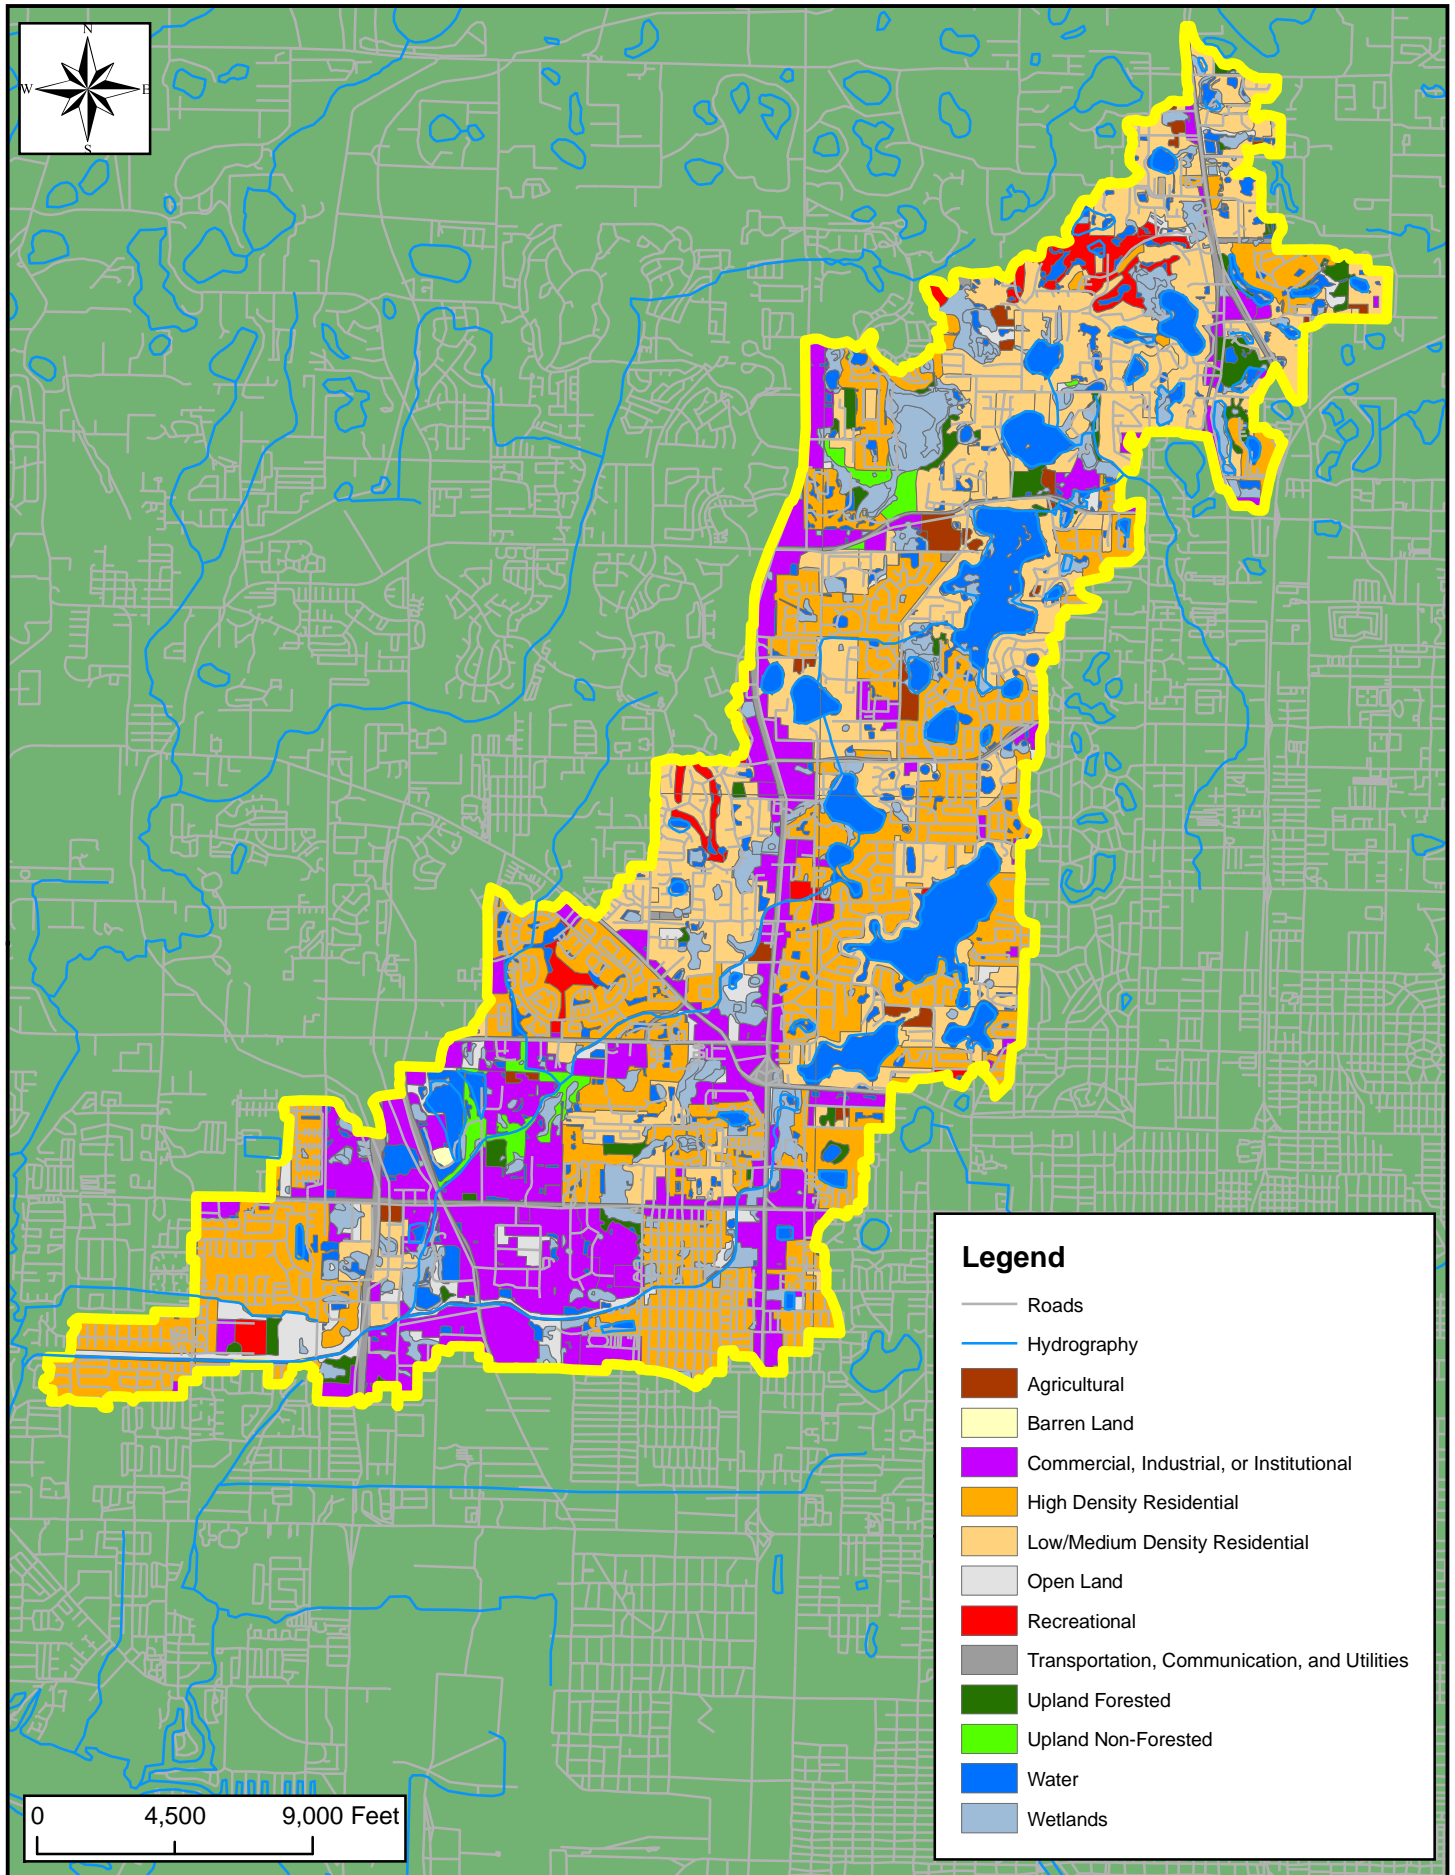 N
W E
S
Legend
Roads
Hydrography
Agricultural
Barren Land
Commercial, Industrial, or Institutional
High Density Residential
Low/Medium Density Residential
Open Land
Recreational
Transportation, Communication, and Utilities
Upland Forested
Upland Non-Forested
Water
Wetlands
0 4,500 9,000 Feet